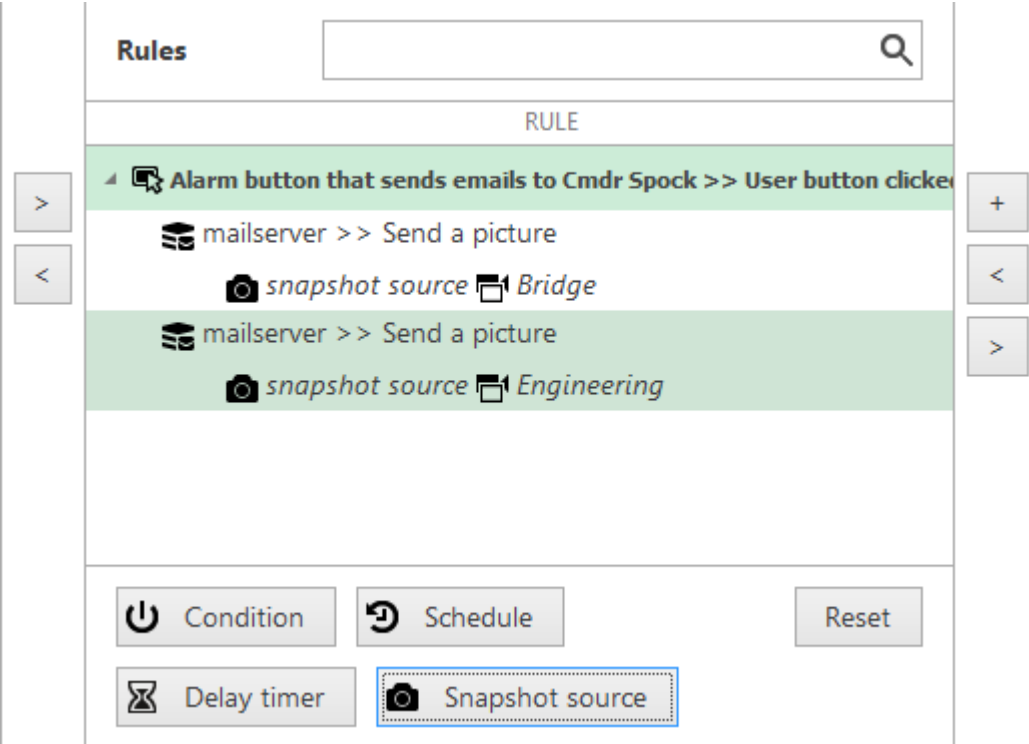 Rules
RULE
Alarm button that sends emails to Cmdr Spock >> User button clicke
> +
mailserver >> Send a picture
< snapshot source Bridge <
mailserver >> Send a picture >
snapshot source Engineering
Condition Schedule Reset
Delay timer Snapshot source